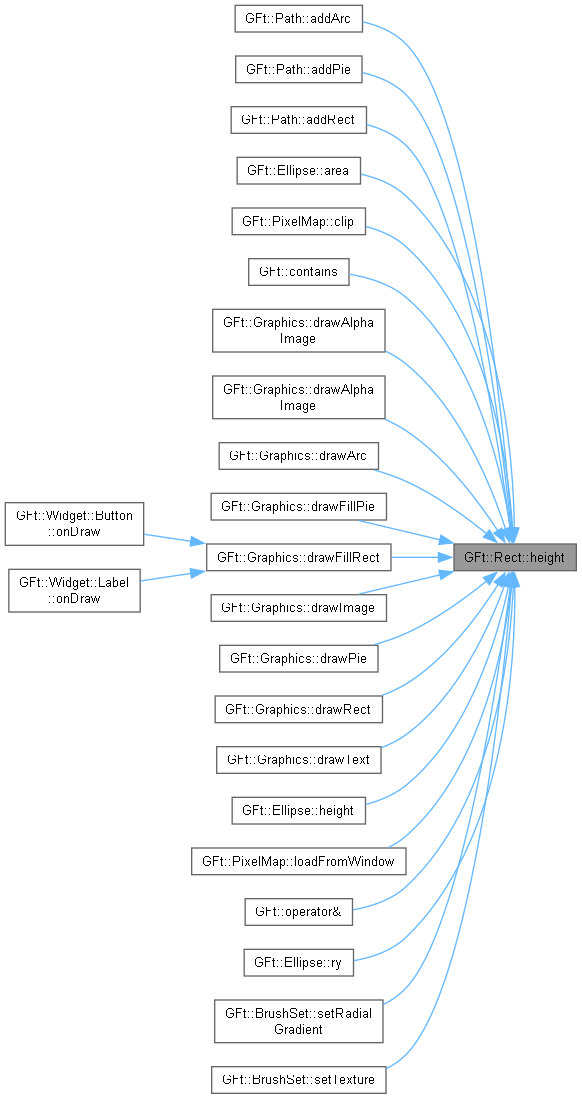 GFt::Path::addArc
GFt::Path::addPie
GFt::Path::addRect
GFt::Ellipse::area
GFt::PixelMap::clip
GFt::contains
GFt::Graphics::drawAlpha
Image
GFt::Graphics::drawAlpha
Image
GFt::Graphics::drawArc
GFt::Graphics::drawFillPie
GFt::Widget::Button
::onDraw
GFt::Graphics::drawFillRect
GFt::Rect::height
GFt::Widget::Label
::onDraw
GFt::Graphics::drawImage
GFt::Graphics::drawPie
GFt::Graphics::drawRect
GFt::Graphics::drawText
GFt::Ellipse::height
GFt::PixelMap::loadFromWindow
GFt::operator&
GFt::Ellipse::ry
GFt::BrushSet::setRadial
Gradient
GFt::BrushSet::setTexture